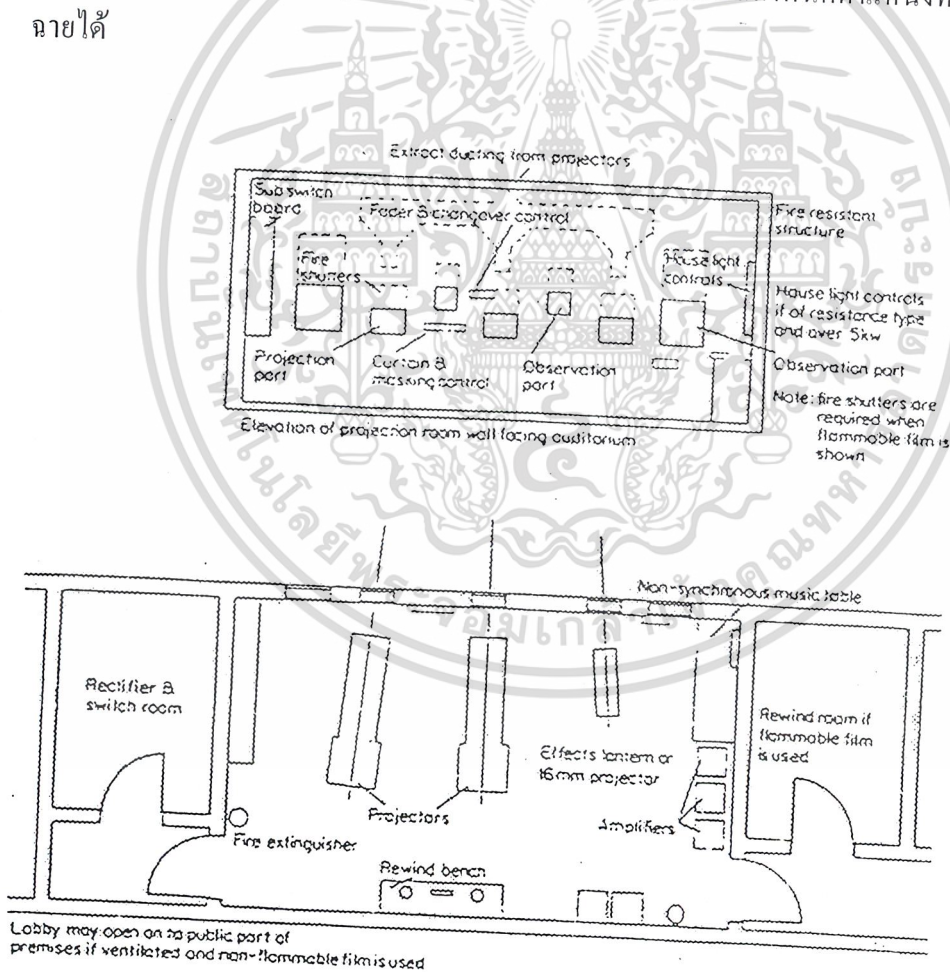 ฉายได้
Extract ducting from projectors
Sub switch
board
Fader & changover control
Fire
shutters
House light
controls
Fire resistant
structure
House light controls
if of resistance type
and over 5kw
Projection
part
Curtain &
masking control
Observation
part
Observation part
Note: fire shutters are
required when
flammable film is
shown
Elevation of projection room wall facing auditorium
Non-synchronous music table
Rectifier &
switch room
Rewind room if
flammable film
is used
Effects lantern or
16mm projector
Projectors
Amplifiers
Fire extinguisher
Rewind bench
Lobby may open on to public part of
premises if ventilated and non-flammable film is used